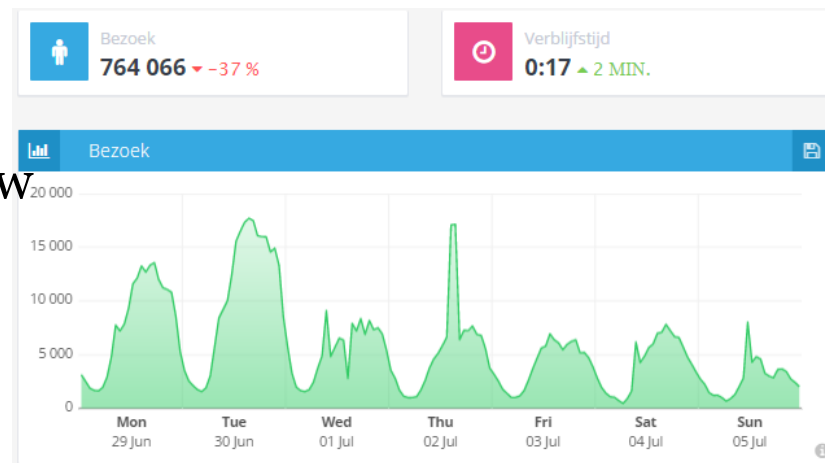 Bezoek
764 066 ▾ −37 %
Verblijfstijd
0:17 ▴ 2 MIN.
Bezoek
w
20 000
15 000
10 000
5 000
0
Mon Tue Wed Thu Fri Sat Sun
29 Jun 30 Jun 01 Jul 02 Jul 03 Jul 04 Jul 05 Jul